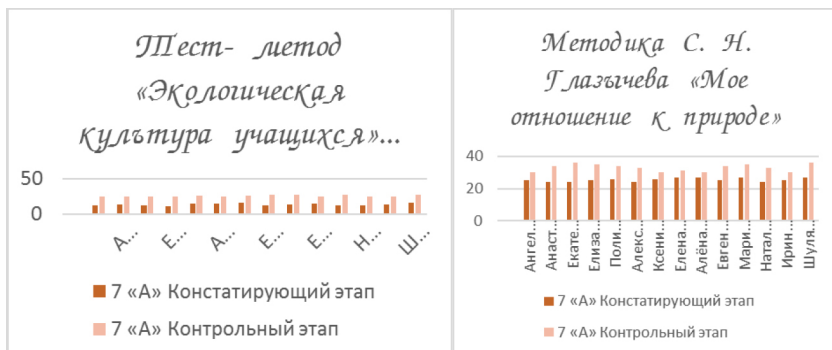 Тест- метод
«Экологическая
культура учащихся»...
50
0
А...
Е...
А...
Е...
Е...
Н...
Ш...
7 «А» Констатирующий этап
7 «А» Контрольный этап
Методика С. Н.
Глазычева «Мое
отношение к природе»
40
20
0
Ангел...
Анаст...
Екате...
Елиза...
Поли...
Алекс...
Ксени...
Елена...
Алёна...
Евген...
Мари...
Натал...
Ирин...
Шуля...
7 «А» Констатирующий этап
7 «А» Контрольный этап